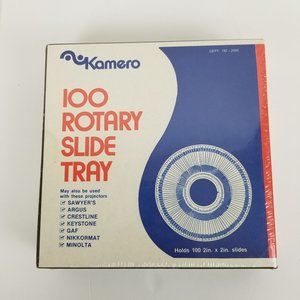 Kamero
100
ROTARY
SLIDE
TRAY
May also be used
with these projectors
SAWYER'S
ARGUS
CRESTLINE
KEYSTONE
GAF
NIKKORMAT
MINOLTA
Holds 100 2in. x 2in. slides